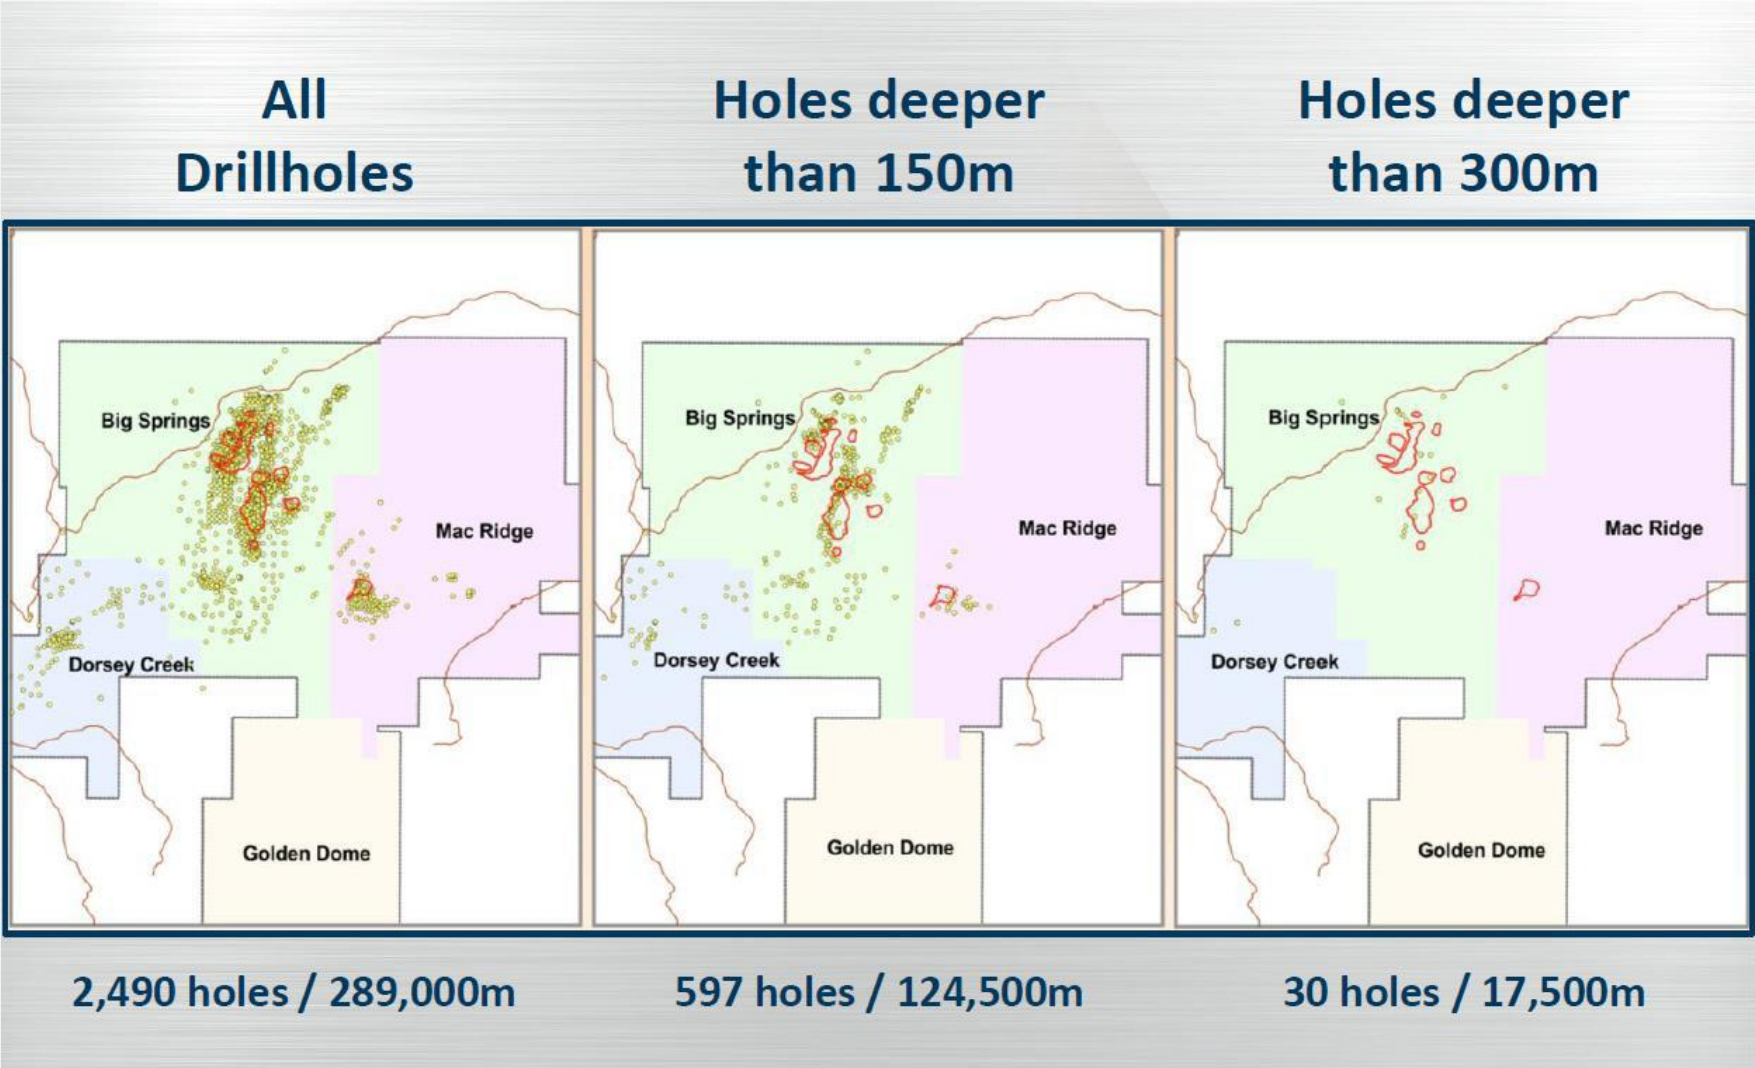 All
Drillholes
Holes deeper
than 150m
Holes deeper
than 300m
Big Springs
Mac Ridge
Dorsey Creek
Golden Dome
Big Springs
Mac Ridge
Dorsey Creek
Golden Dome
Big Springs
Mac Ridge
Dorsey Creek
Golden Dome
2,490 holes / 289,000m
597 holes / 124,500m
30 holes / 17,500m